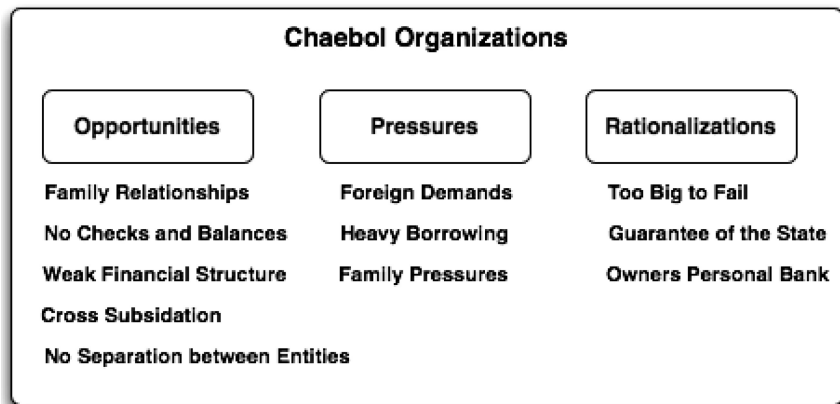 Chaebol Organizations
Opportunities
Pressures
Rationalizations
Family Relationships
Foreign Demands
Too Big to Fail
No Checks and Balances
Heavy Borrowing
Guarantee of the State
Weak Financial Structure
Family Pressures
Owners Personal Bank
Cross Subsidation
No Separation between Entities